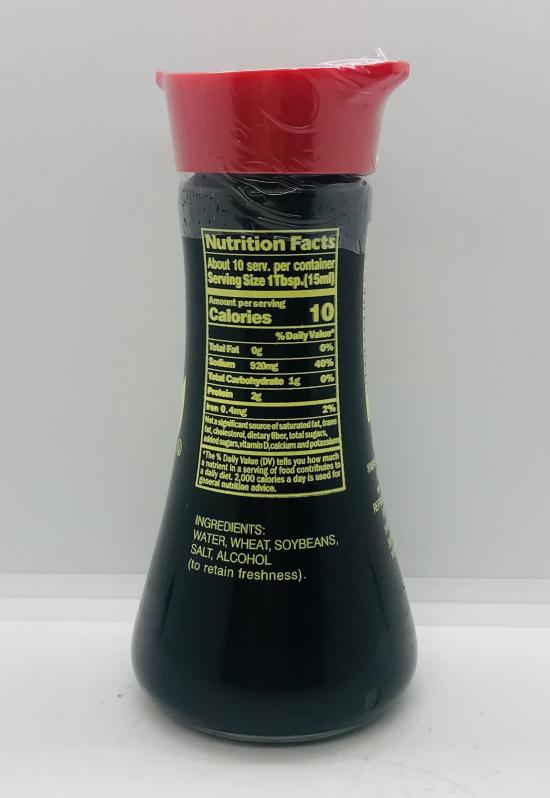 Nutrition Facts
About 10 serv. per container
Serving Size 1Tbsp.(15ml)
Amount per serving
Calories 10
% Daily Value*
Total Fat 0g 0%
Sodium 920mg 40%
Total Carbohydrate 1g 0%
Protein 2g
Iron 0.4mg 2%
Not a significant source of saturated fat, trans
fat, cholesterol, dietary fiber, total sugars,
added sugars, vitamin D, calcium and potassium
*The % Daily Value (DV) tells you how much
a nutrient in a serving of food contributes to
a daily diet. 2,000 calories a day is used for
general nutrition advice.
INGREDIENTS:
WATER, WHEAT, SOYBEANS,
SALT, ALCOHOL
(to retain freshness).